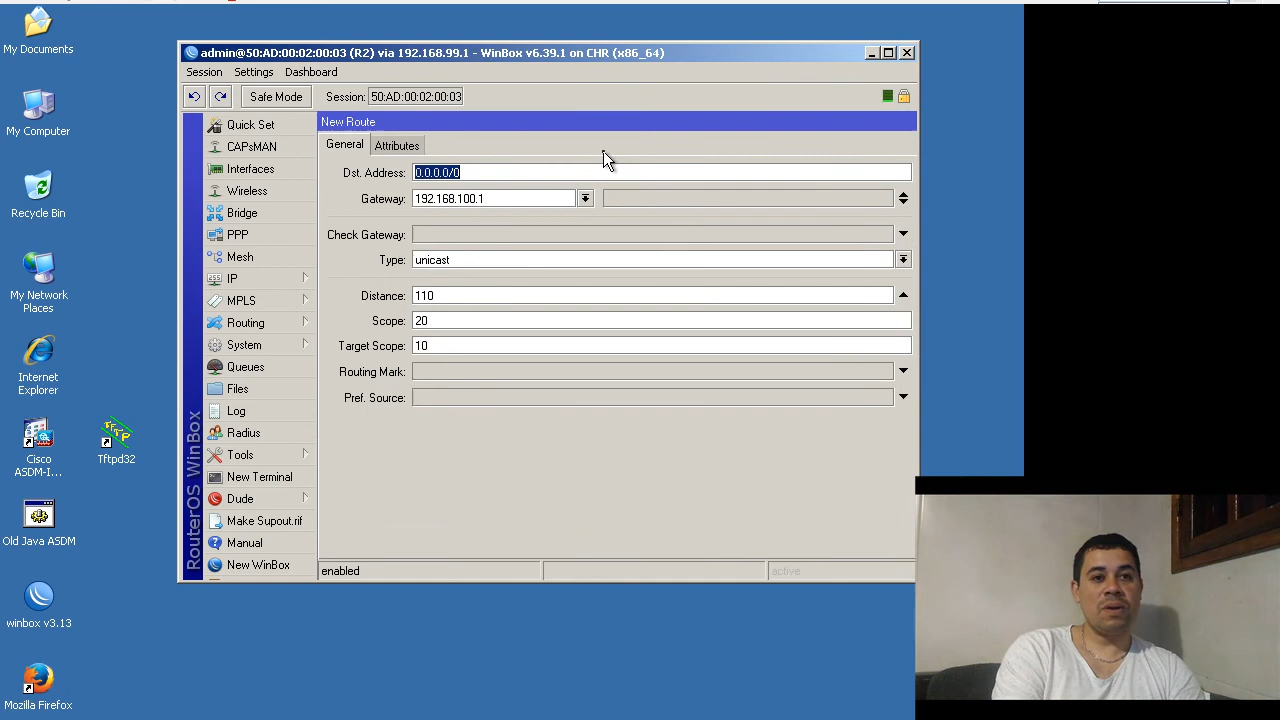 My Documents
My Computer
Recycle Bin
My Network
Places
Internet
Explorer
Cisco
ASDM-I...
Tftpd32
Old Java ASDM
winbox v3.13
Mozilla Firefox
admin@50:AD:00:02:00:03 (R2) via 192.168.99.1 - WinBox v6.39.1 on CHR (x86_64)
Session Settings Dashboard
Safe Mode Session: 50:AD:00:02:00:03
RouterOS WinBox
Quick Set
CAPsMAN
Interfaces
Wireless
Bridge
PPP
Mesh
IP
MPLS
Routing
System
Queues
Files
Log
Radius
Tools
New Terminal
Dude
Make Supout.rif
Manual
New WinBox
New Route
General Attributes
Dst. Address: 0.0.0.0/0
Gateway: 192.168.100.1
Check Gateway:
Type: unicast
Distance: 110
Scope: 20
Target Scope: 10
Routing Mark:
Pref. Source:
enabled active